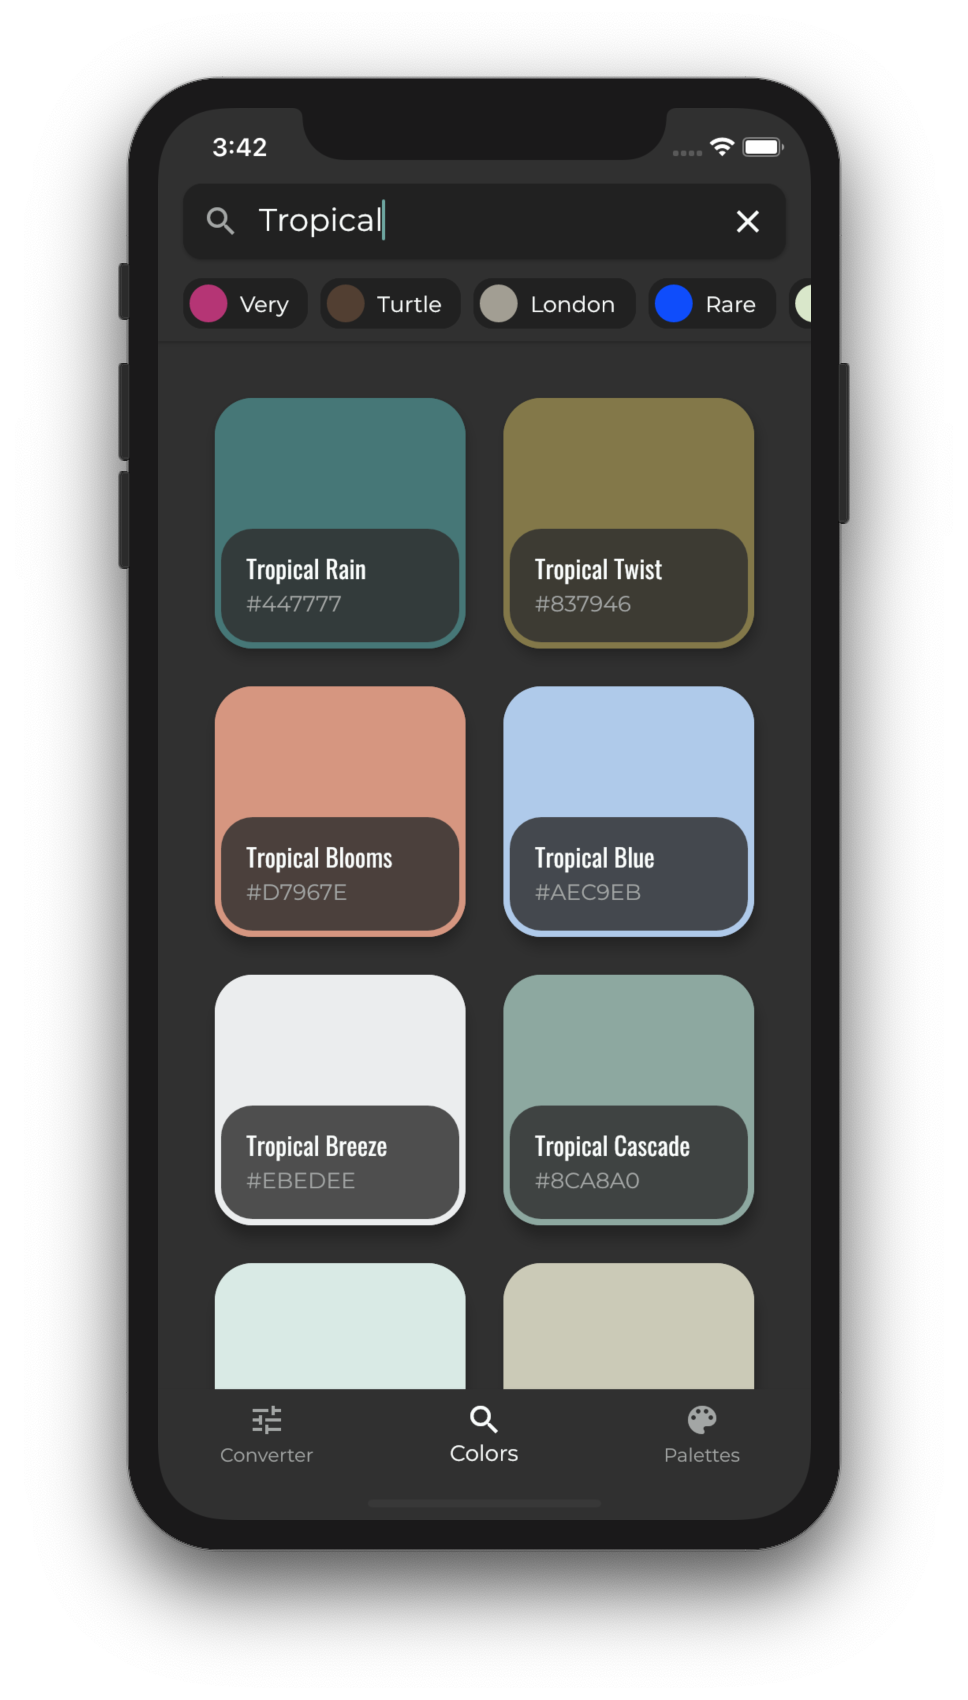 3:42
Tropical
Very
Turtle
London
Rare
Tropical Rain
#447777
Tropical Twist
#837946
Tropical Blooms
#D7967E
Tropical Blue
#AEC9EB
Tropical Breeze
#EBEDEE
Tropical Cascade
#8CA8A0
Converter
Colors
Palettes